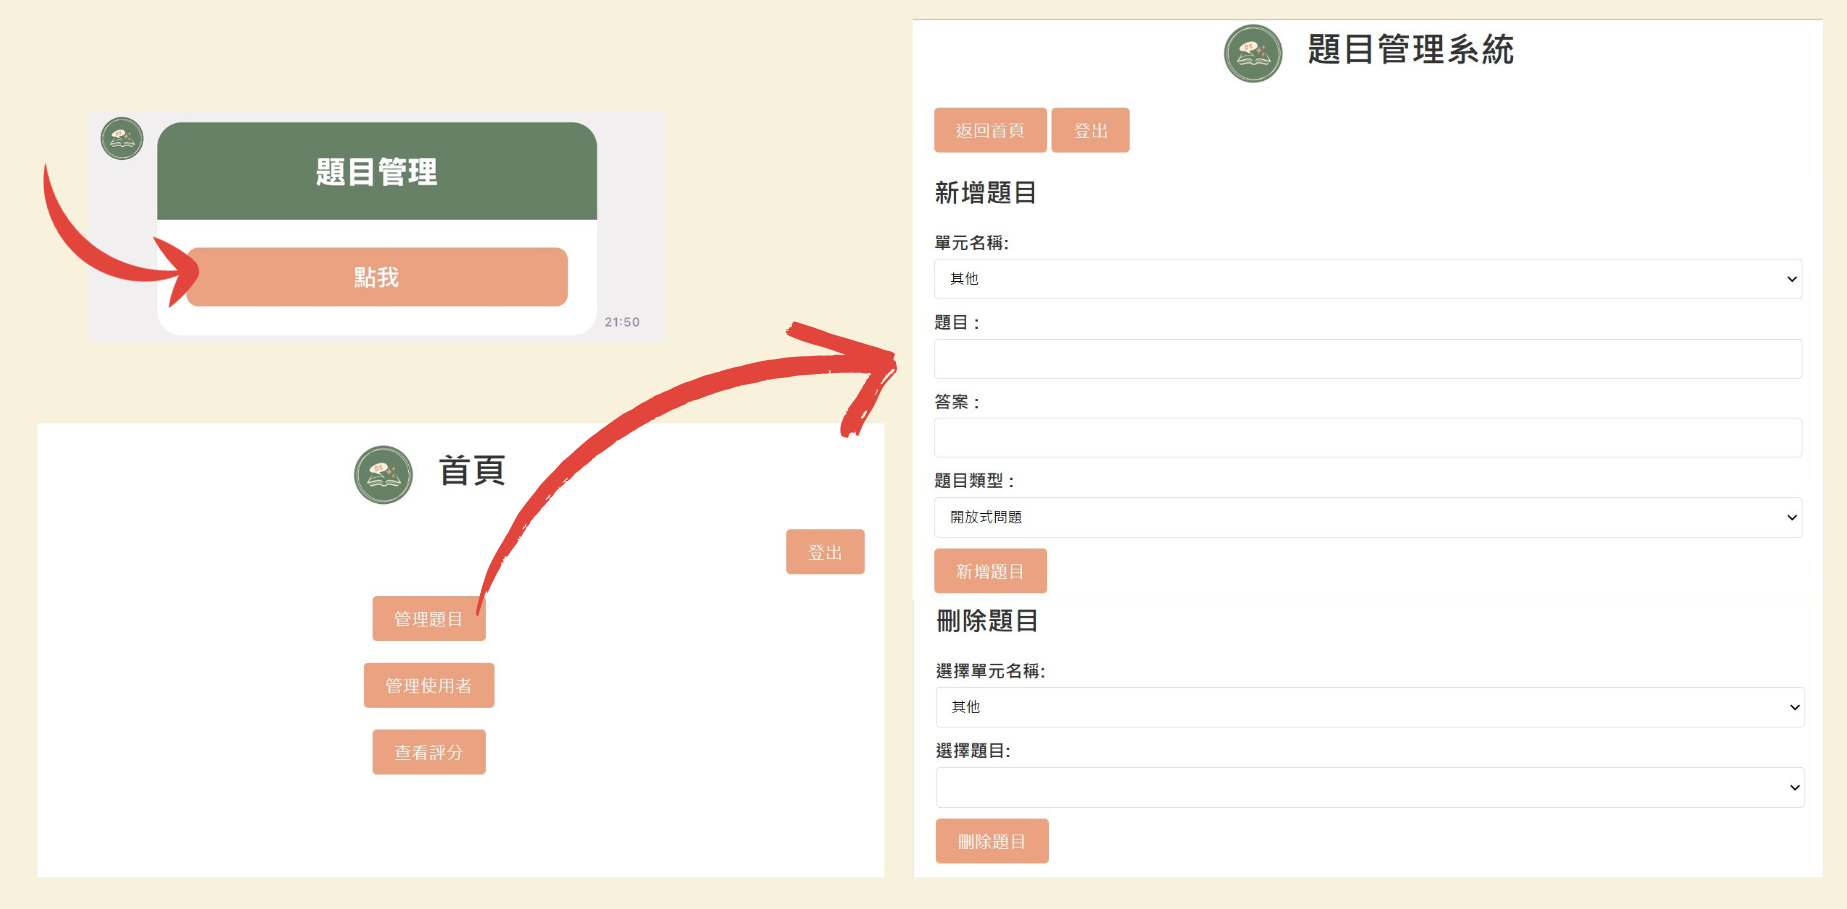 題目管理
點我
21:50
首頁
登出
管理題目
管理使用者
查看評分
題目管理系統
返回首頁 登出
新增題目
單元名稱:
其他
題目：
答案：
題目類型：
開放式問題
新增題目
刪除題目
選擇單元名稱:
其他
選擇題目:
刪除題目